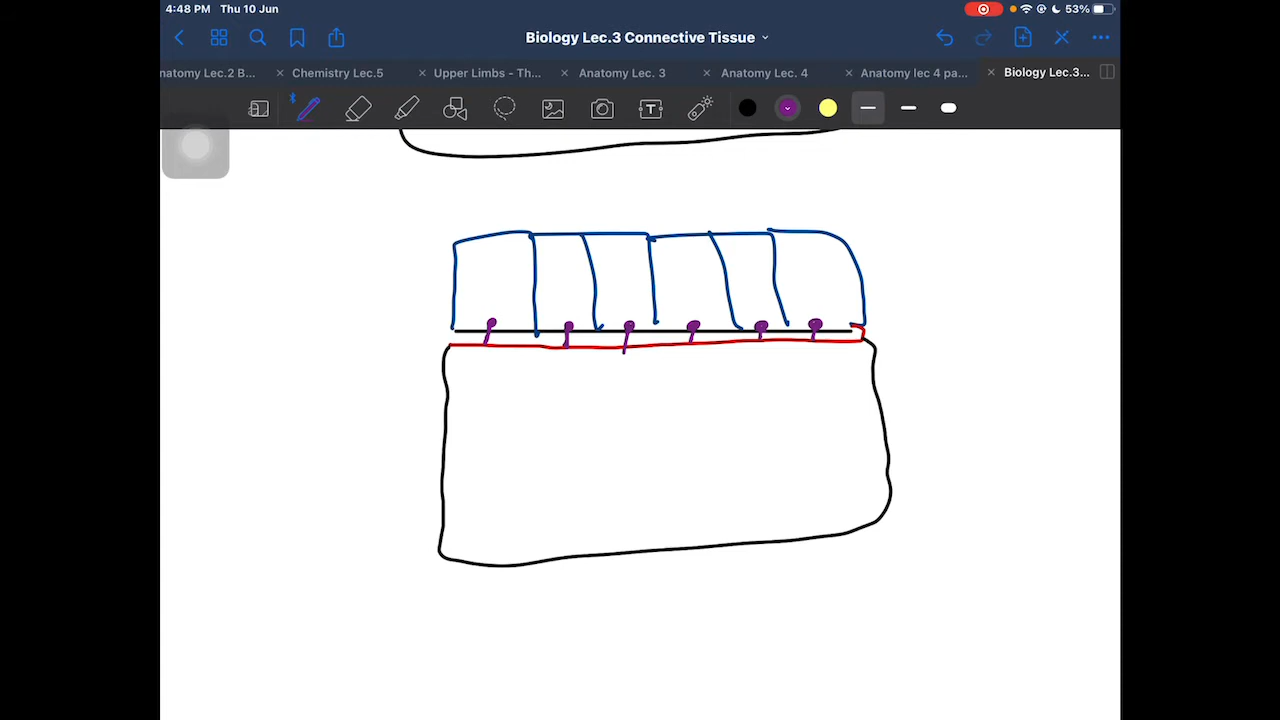 4:48 PM Thu 10 Jun 53%
Biology Lec.3 Connective Tissue
natomy Lec.2 B... Chemistry Lec.5 Upper Limbs - Th... Anatomy Lec. 3 Anatomy Lec. 4 Anatomy lec 4 pa... Biology Lec.3...
T